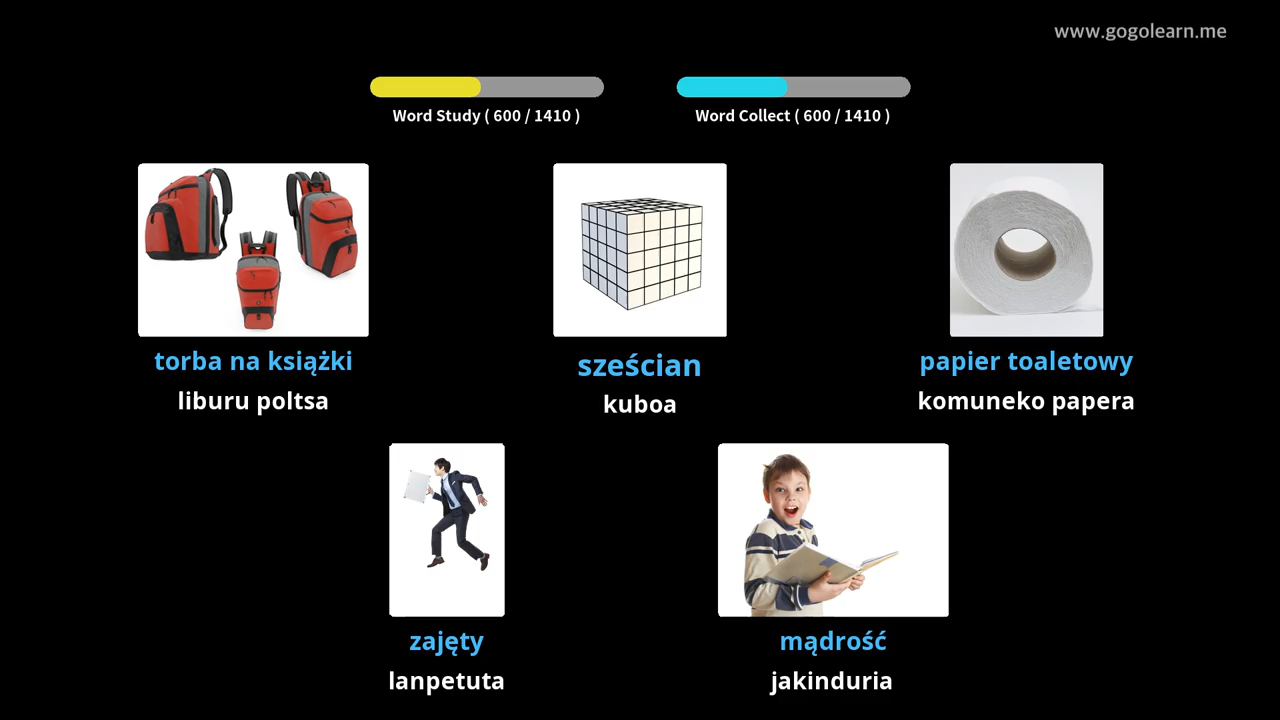 www.gogolearn.me
Word Study ( 600 / 1410 )
Word Collect ( 600 / 1410 )
torba na książki
liburu poltsa
sześcian
kuboa
papier toaletowy
komuneko papera
zajęty
lanpetuta
mądrość
jakinduria